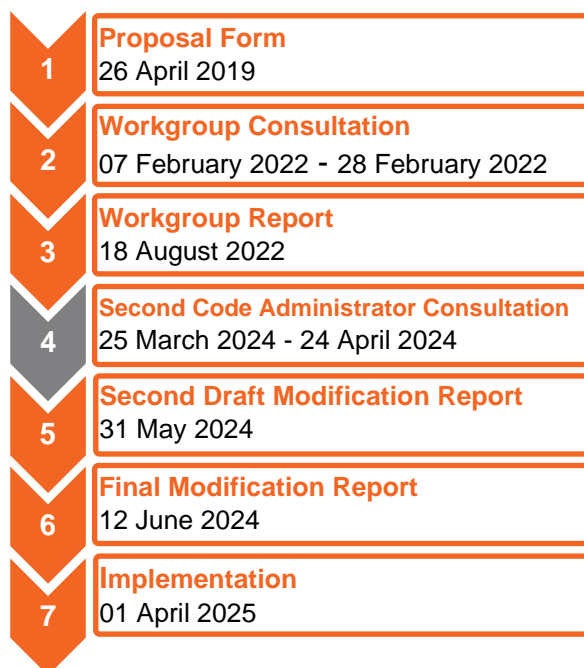 1
Proposal Form
26 April 2019
2
Workgroup Consultation
07 February 2022 - 28 February 2022
3
Workgroup Report
18 August 2022
4
Second Code Administrator Consultation
25 March 2024 - 24 April 2024
5
Second Draft Modification Report
31 May 2024
6
Final Modification Report
12 June 2024
7
Implementation
01 April 2025